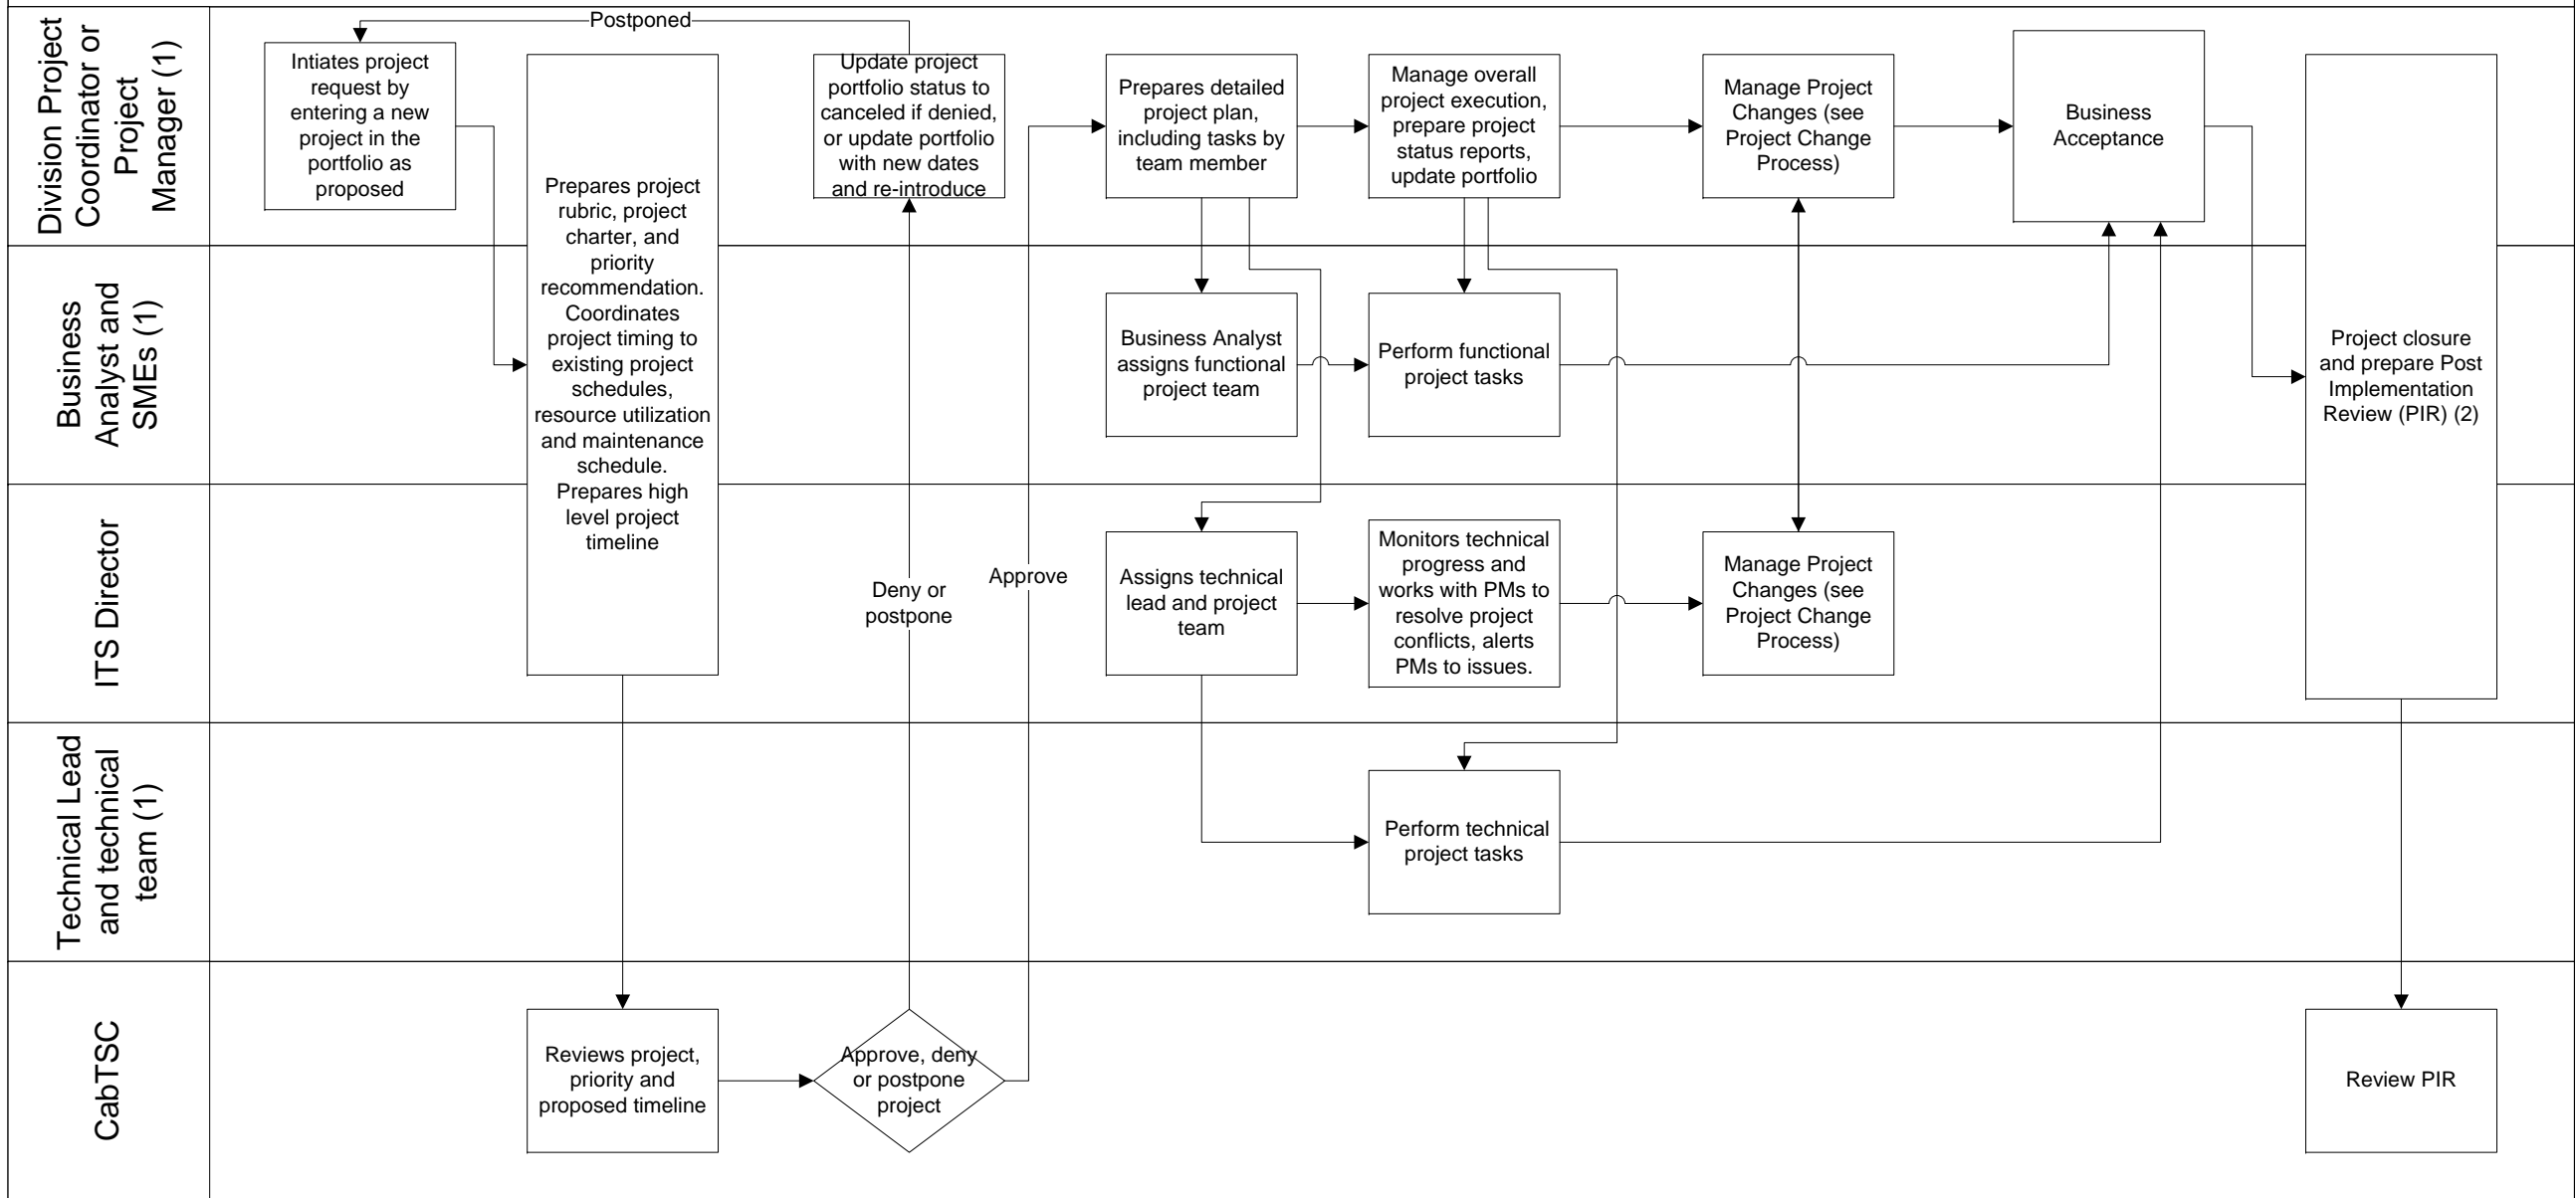 Division Project
Coordinator or
Project
Manager (1)
Postponed
Intiates project
request by
entering a new
project in the
portfolio as
proposed
Prepares project
rubric, project
charter, and
priority
recommendation.
Coordinates
project timing to
existing project
schedules,
resource utilization
and maintenance
schedule.
Prepares high
level project
timeline
Update project
portfolio status to
canceled if denied,
or update portfolio
with new dates
and re-introduce
Prepares detailed
project plan,
including tasks by
team member
Manage overall
project execution,
prepare project
status reports,
update portfolio
Manage Project
Changes (see
Project Change
Process)
Business
Acceptance
Business
Analyst and
SMEs (1)
Business Analyst
assigns functional
project team
Perform functional
project tasks
Project closure
and prepare Post
Implementation
Review (PIR) (2)
ITS Director
Deny or
postpone
Approve
Assigns technical
lead and project
team
Monitors technical
progress and
works with PMs to
resolve project
conflicts, alerts
PMs to issues.
Manage Project
Changes (see
Project Change
Process)
Technical Lead
and technical
team (1)
Perform technical
project tasks
CabTSC
Reviews project,
priority and
proposed timeline
Approve, deny
or postpone
project
Review PIR